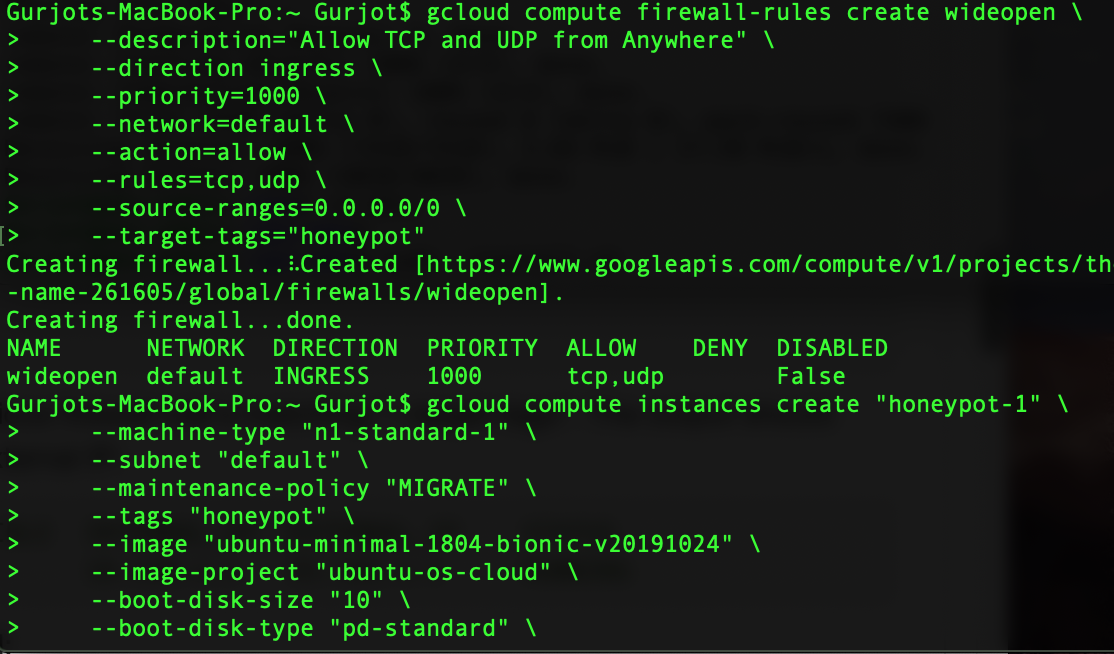 Gurjots-MacBook-Pro:~ Gurjot$ gcloud compute firewall-rules create wideopen \
>     --description="Allow TCP and UDP from Anywhere" \
>     --direction ingress \
>     --priority=1000 \
>     --network=default \
>     --action=allow \
>     --rules=tcp,udp \
>     --source-ranges=0.0.0.0/0 \
>     --target-tags="honeypot"
Creating firewall...⠧Created [https://www.googleapis.com/compute/v1/projects/th
-name-261605/global/firewalls/wideopen].
Creating firewall...done.
NAME      NETWORK  DIRECTION  PRIORITY  ALLOW    DENY  DISABLED
wideopen  default  INGRESS    1000      tcp,udp        False
Gurjots-MacBook-Pro:~ Gurjot$ gcloud compute instances create "honeypot-1" \
>     --machine-type "n1-standard-1" \
>     --subnet "default" \
>     --maintenance-policy "MIGRATE" \
>     --tags "honeypot" \
>     --image "ubuntu-minimal-1804-bionic-v20191024" \
>     --image-project "ubuntu-os-cloud" \
>     --boot-disk-size "10" \
>     --boot-disk-type "pd-standard" \